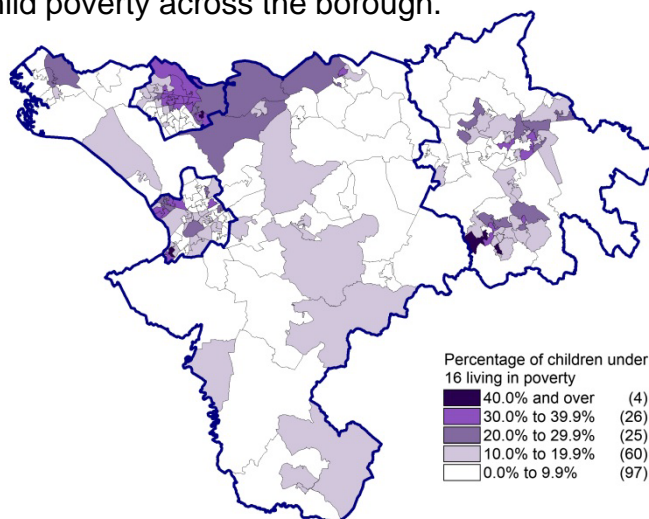 child poverty across the borough.
Percentage of children under
16 living in poverty
40.0% and over (4)
30.0% to 39.9% (26)
20.0% to 29.9% (25)
10.0% to 19.9% (60)
0.0% to 9.9% (97)